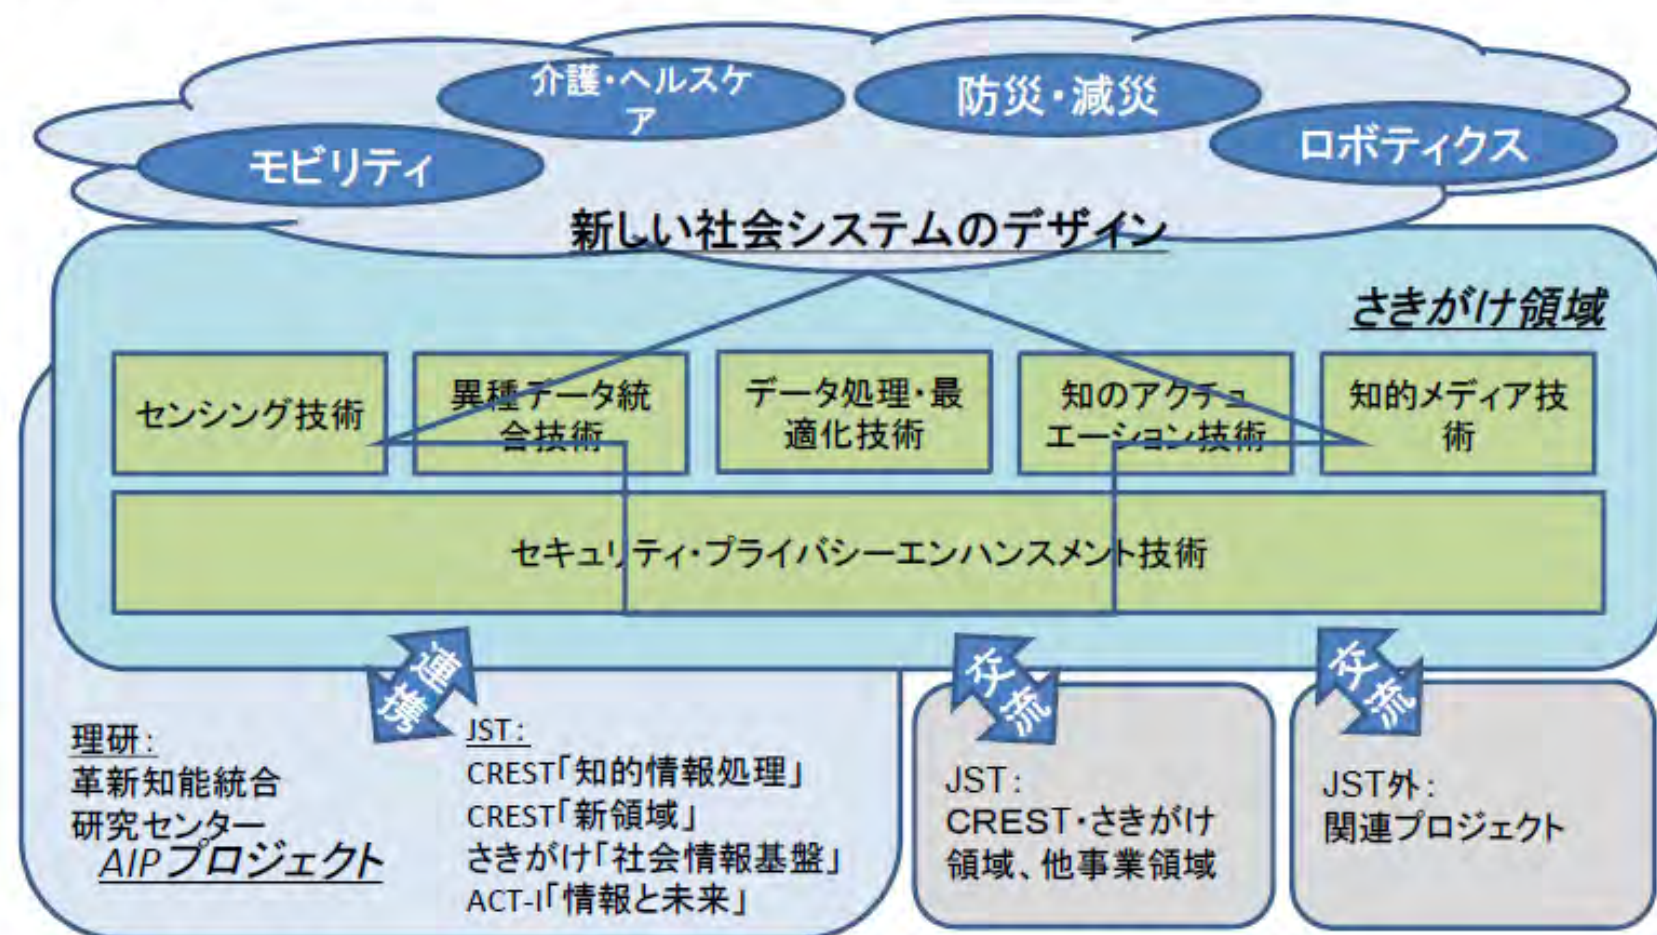 介護・ヘルスケ
ア
防災・減災
モビリティ
ロボティクス
新しい社会システムのデザイン
さきがけ領域
センシング技術
異種データ統
合技術
データ処理・最
適化技術
知のアクチュ
エーション技術
知的メディア技
術
セキュリティ・プライバシーエンハンスメント技術
連
携
交
流
交
流
理研:
革新知能統合
研究センター
AIPプロジェクト
JST:
CREST「知的情報処理」
CREST「新領域」
さきがけ「社会情報基盤」
ACT-I「情報と未来」
JST:
CREST・さきがけ
領域、他事業領域
JST外:
関連プロジェクト